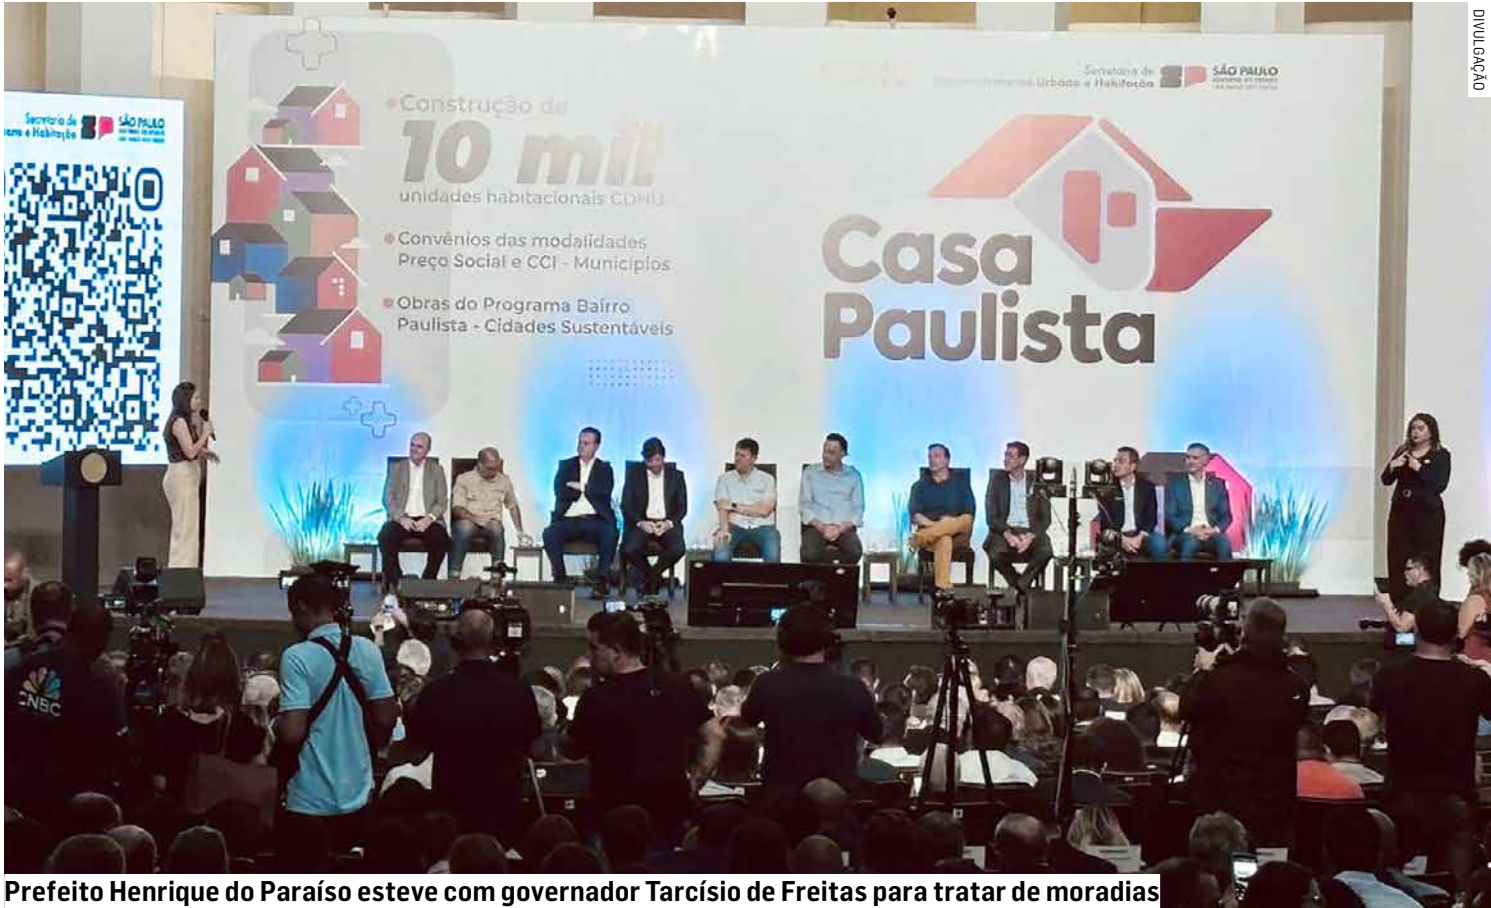 DIVULGAÇÃO
Secretaria de
Urbano e Habitação
SÃO PAULO
Secretaria de
Desenvolvimento Urbano e Habitação
SÃO PAULO
Construção de
10 mil
unidades habitacionais CDHU
Convênios das modalidades
Preço Social e CCI - Municípios
Obras do Programa Bairro
Paulista - Cidades Sustentáveis
Casa
Paulista
CNBC
Prefeito Henrique do Paraíso esteve com governador Tarcísio de Freitas para tratar de moradias